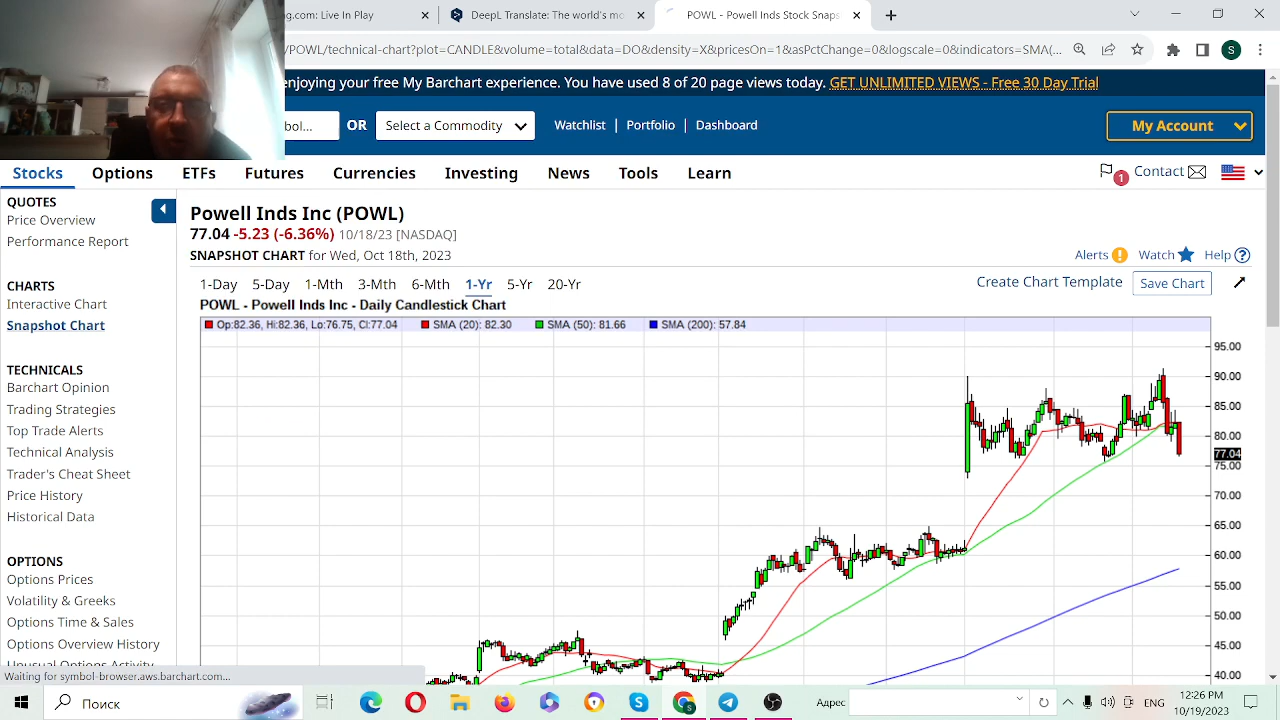 g.com: Live In Play
DeepL Translate: The world's mo
POWL - Powell Inds Stock Snaps
/POWL/technical-chart?plot=CANDLE&volume=total&data=DO&density=X&pricesOn=1&asPctChange=0&logscale=0&indicators=SMA(...
S
enjoying your free My Barchart experience. You have used 8 of 20 page views today. GET UNLIMITED VIEWS - Free 30 Day Trial
bol...
OR
Select a Commodity
Watchlist | Portfolio | Dashboard
My Account
Stocks
Options
ETFs
Futures
Currencies
Investing
News
Tools
Learn
1
Contact
QUOTES
Price Overview
Performance Report
CHARTS
Interactive Chart
Snapshot Chart
TECHNICALS
Barchart Opinion
Trading Strategies
Top Trade Alerts
Technical Analysis
Trader's Cheat Sheet
Price History
Historical Data
OPTIONS
Options Prices
Volatility & Greeks
Options Time & Sales
Options Overview History
Unusual Options Activity
Powell Inds Inc (POWL)
77.04 -5.23 (-6.36%) 10/18/23 [NASDAQ]
SNAPSHOT CHART for Wed, Oct 18th, 2023
Alerts
Watch
Help
1-Day
5-Day
1-Mth
3-Mth
6-Mth
1-Yr
5-Yr
20-Yr
Create Chart Template
Save Chart
POWL - Powell Inds Inc - Daily Candlestick Chart
Op:82.36, Hi:82.36, Lo:76.75, Cl:77.04
SMA (20): 82.30
SMA (50): 81.66
SMA (200): 57.84
95.00
90.00
85.00
80.00
77.04
75.00
70.00
65.00
60.00
55.00
50.00
45.00
40.00
Waiting for symbol-browser.aws.barchart.com...
Поиск
Адрес
ENG
12:26 PM
10/19/2023